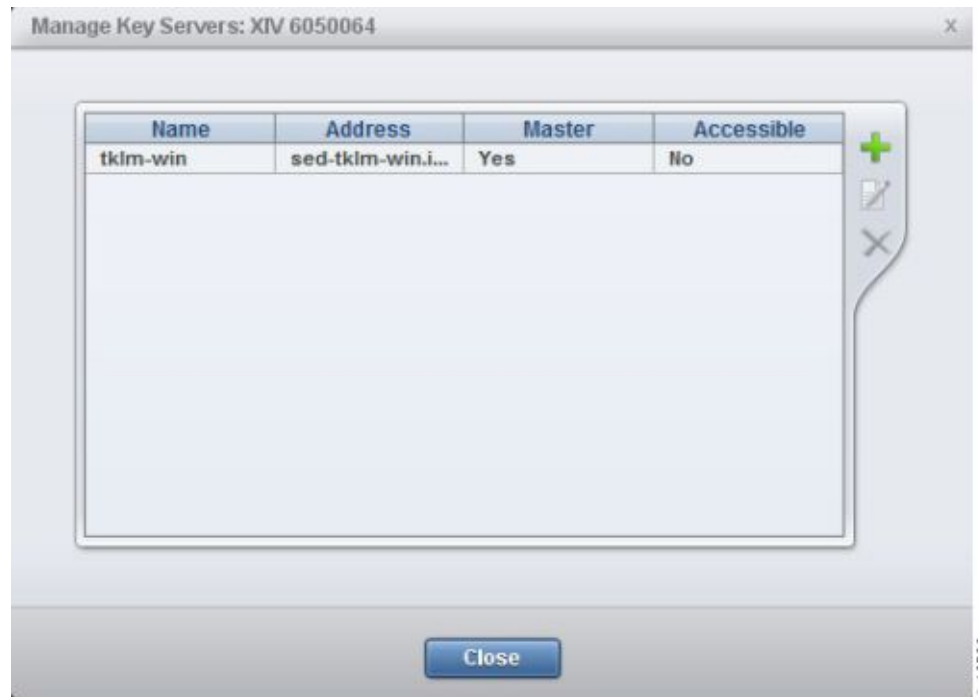 Manage Key Servers: XIV 6050064 x
Name Address Master Accessible
tklm-win sed-tklm-win.i... Yes No
Close